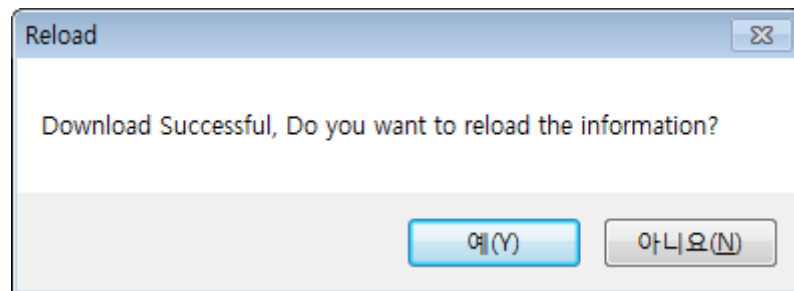 Reload
Download Successful, Do you want to reload the information?
예(Y) 아니요(N)